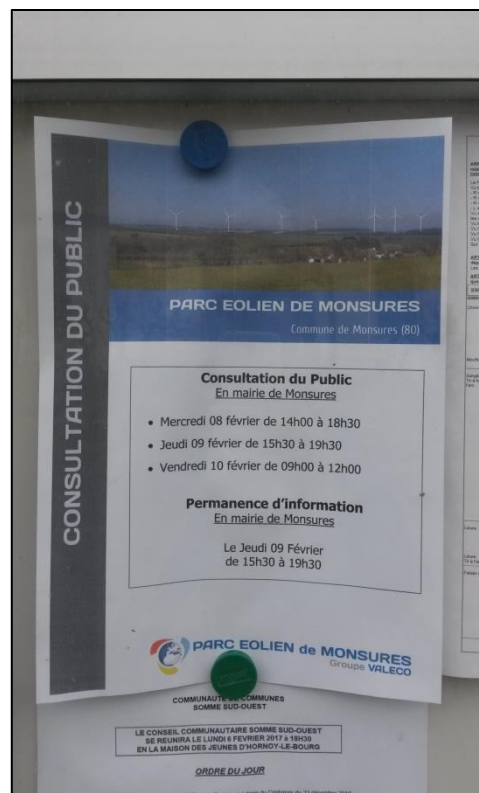 CONSULTATION DU PUBLIC
PARC EOLIEN DE MONSURES
Commune de Monsures (80)
Consultation du Public
En mairie de Monsures
• Mercredi 08 février de 14h00 à 18h30
• Jeudi 09 février de 15h30 à 19h30
• Vendredi 10 février de 09h00 à 12h00
Permanence d'information
En mairie de Monsures
Le Jeudi 09 Février
de 15h30 à 19h30
PARC EOLIEN de MONSURES
Groupe VALECO
COMMUNAUTE DE COMMUNES
SOMME SUD-OUEST
LE CONSEIL COMMUNAUTAIRE SOMME SUD-OUEST
SE REUNIRA LE LUNDI 6 FEVRIER 2017 à 18H30
EN LA MAISON DES JEUNES D'HORNOY-LE-BOURG
ORDRE DU JOUR